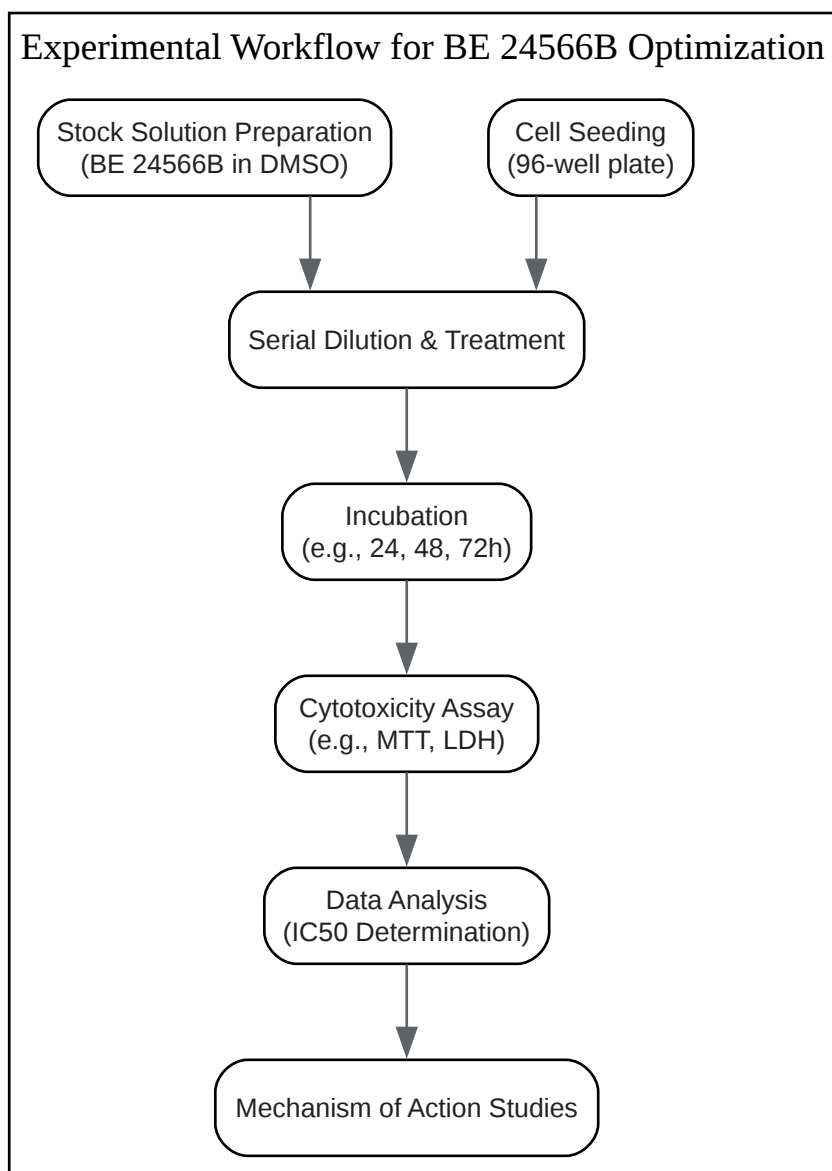 Experimental Workflow for BE 24566B Optimization
Stock Solution Preparation
(BE 24566B in DMSO)
Cell Seeding
(96-well plate)
Serial Dilution & Treatment
Incubation
(e.g., 24, 48, 72h)
Cytotoxicity Assay
(e.g., MTT, LDH)
Data Analysis
(IC50 Determination)
Mechanism of Action Studies